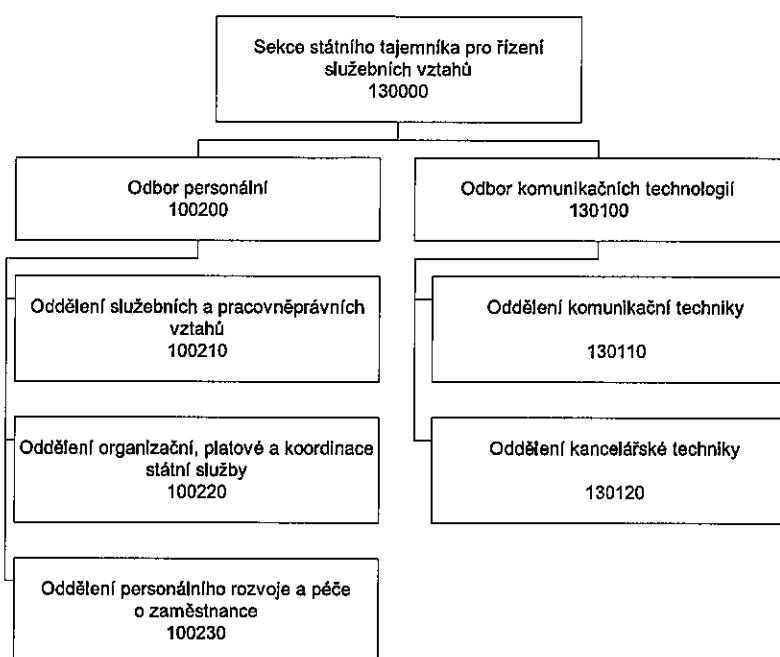 Sekce státního tajemníka pro řízení
služebních vztahů
130000
Odbor personální
100200
Odbor komunikačních technologií
130100
Oddělení služebních a pracovněprávních
vztahů
100210
Oddělení komunikační techniky
130110
Oddělení organizační, platové a koordinace
státní služby
100220
Oddělení kancelářské techniky
130120
Oddělení personálního rozvoje a péče
o zaměstnance
100230